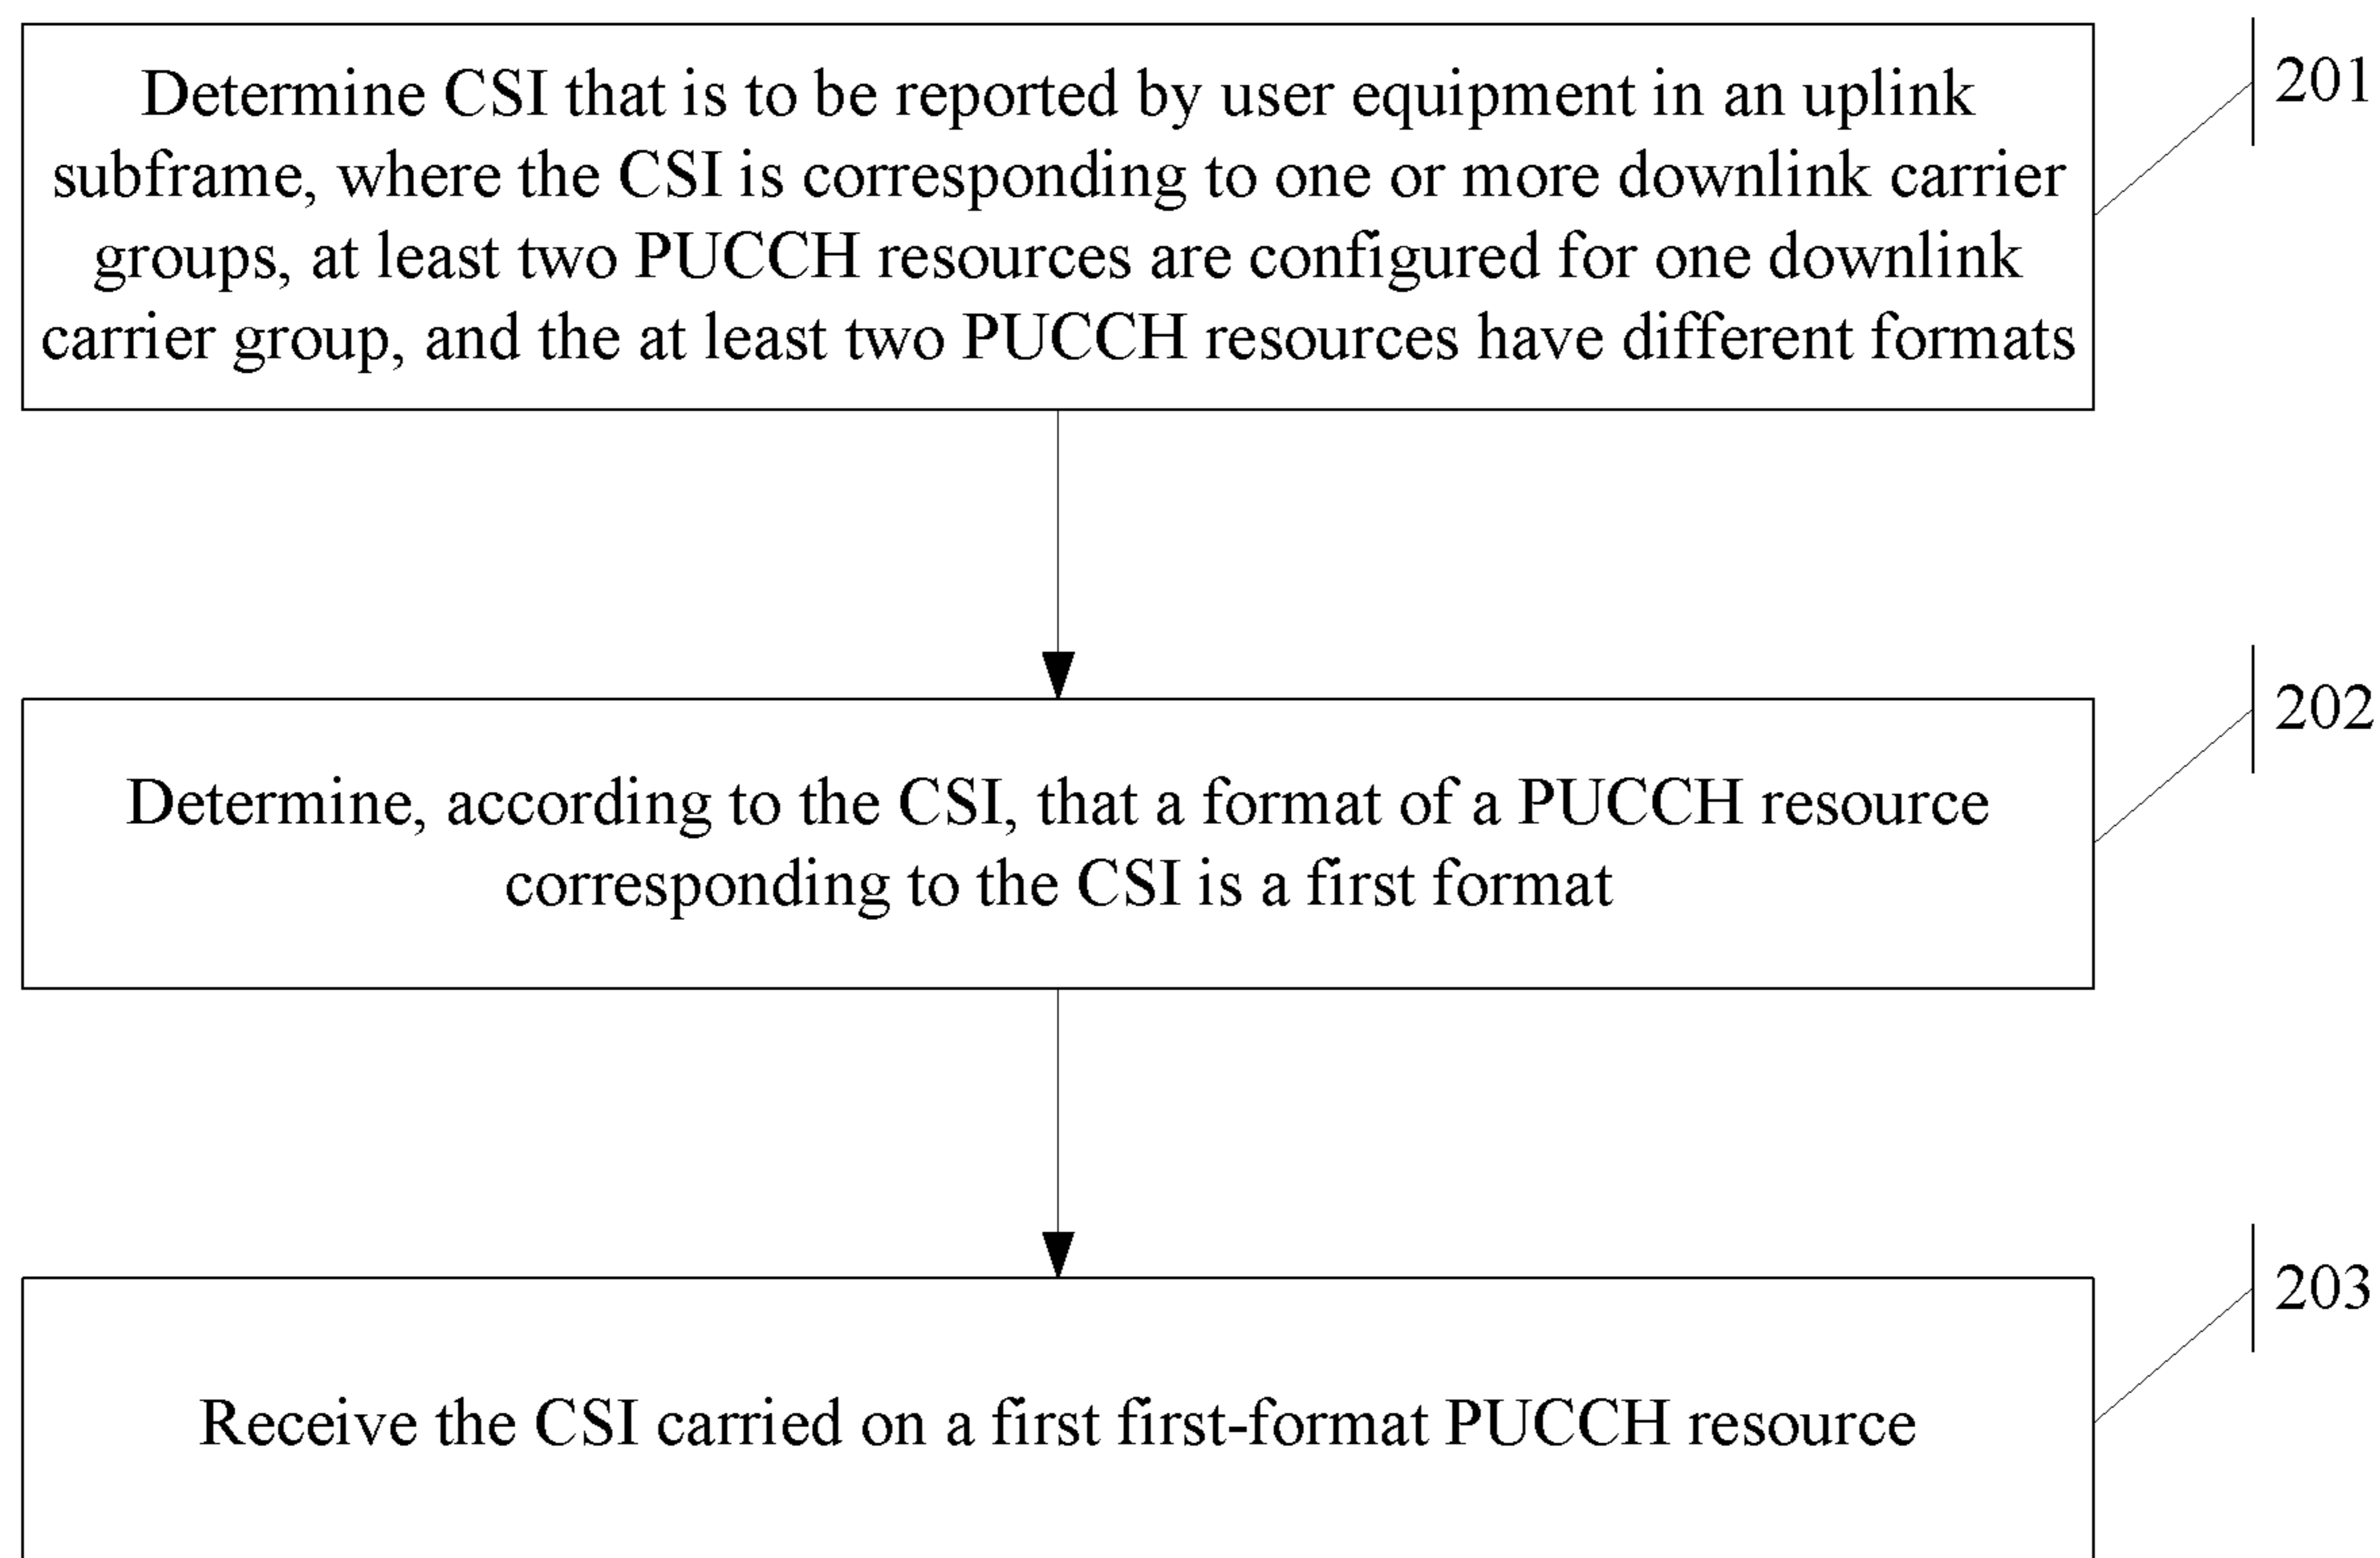 Determine CSI that is to be reported by user equipment in an uplink
subframe, where the CSI is corresponding to one or more downlink carrier
groups, at least two PUCCH resources are configured for one downlink
carrier group, and the at least two PUCCH resources have different formats
201
Determine, according to the CSI, that a format of a PUCCH resource
corresponding to the CSI is a first format
202
Receive the CSI carried on a first first-format PUCCH resource
203